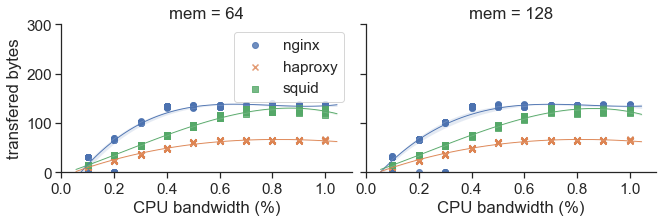 mem = 64
mem = 128
transfered bytes
300
200
100
0
nginx
haproxy
squid
0.0 0.2 0.4 0.6 0.8 1.0
0.0 0.2 0.4 0.6 0.8 1.0
CPU bandwidth (%)
CPU bandwidth (%)